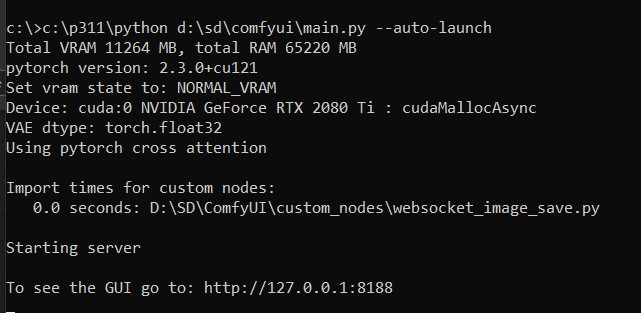 c:\>c:\p311\python d:\sd\comfyui\main.py --auto-launch
Total VRAM 11264 MB, total RAM 65220 MB
pytorch version: 2.3.0+cu121
Set vram state to: NORMAL_VRAM
Device: cuda:0 NVIDIA GeForce RTX 2080 Ti : cudaMallocAsync
VAE dtype: torch.float32
Using pytorch cross attention
Import times for custom nodes:
0.0 seconds: D:\SD\ComfyUI\custom_nodes\websocket_image_save.py
Starting server
To see the GUI go to: http://127.0.0.1:8188